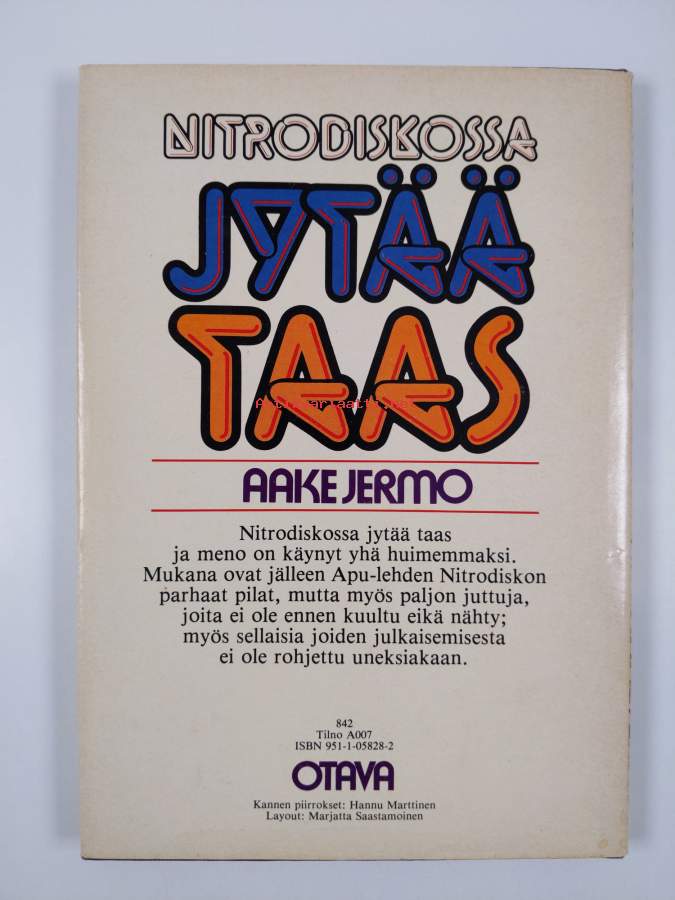 NITRODISKOSSA
JYTÄÄ
TAAS
AAKE JERMO
Nitrodiskossa jytää taas
ja meno on käynyt yhä huimemmaksi.
Mukana ovat jälleen Apu-lehden Nitrodiskon
parhaat pilat, mutta myös paljon juttuja,
joita ei ole ennen kuultu eikä nähty;
myös sellaisia joiden julkaisemisesta
ei ole rohjettu uneksiakaan.
842
Tilno A007
ISBN 951-1-05828-2
OTAVA
Kannen piirrokset: Hannu Marttinen
Layout: Marjatta Saastamoinen